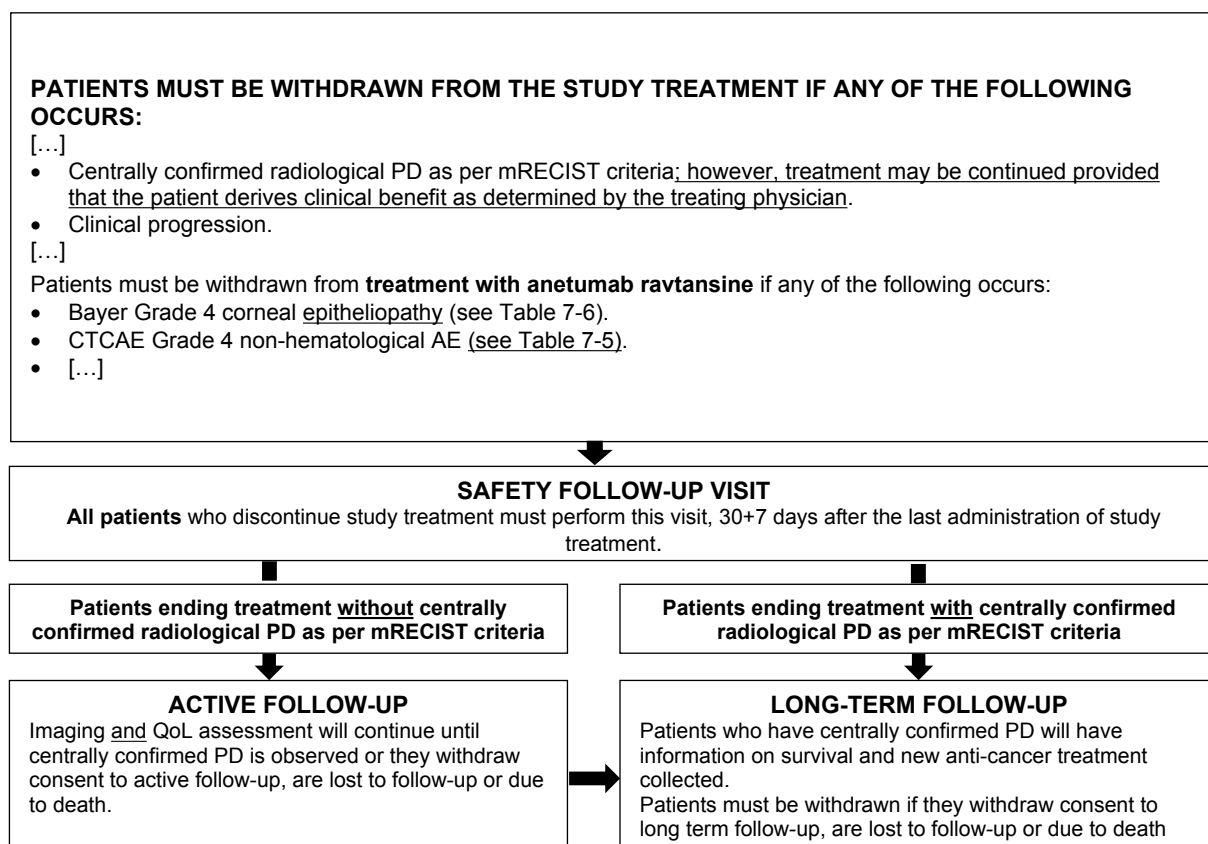 PATIENTS MUST BE WITHDRAWN FROM THE STUDY TREATMENT IF ANY OF THE FOLLOWING
OCCURS:
[…]
• Centrally confirmed radiological PD as per mRECIST criteria; however, treatment may be continued provided
that the patient derives clinical benefit as determined by the treating physician.
• Clinical progression.
[…]
Patients must be withdrawn from treatment with anetumab ravtansine if any of the following occurs:
• Bayer Grade 4 corneal epitheliopathy (see Table 7-6).
• CTCAE Grade 4 non-hematological AE (see Table 7-5).
• […]
SAFETY FOLLOW-UP VISIT
All patients who discontinue study treatment must perform this visit, 30+7 days after the last administration of study
treatment.
Patients ending treatment without centrally
confirmed radiological PD as per mRECIST criteria
Patients ending treatment with centrally confirmed
radiological PD as per mRECIST criteria
ACTIVE FOLLOW-UP
Imaging and QoL assessment will continue until
centrally confirmed PD is observed or they withdraw
consent to active follow-up, are lost to follow-up or due
to death.
LONG-TERM FOLLOW-UP
Patients who have centrally confirmed PD will have
information on survival and new anti-cancer treatment
collected.
Patients must be withdrawn if they withdraw consent to
long term follow-up, are lost to follow-up or due to death